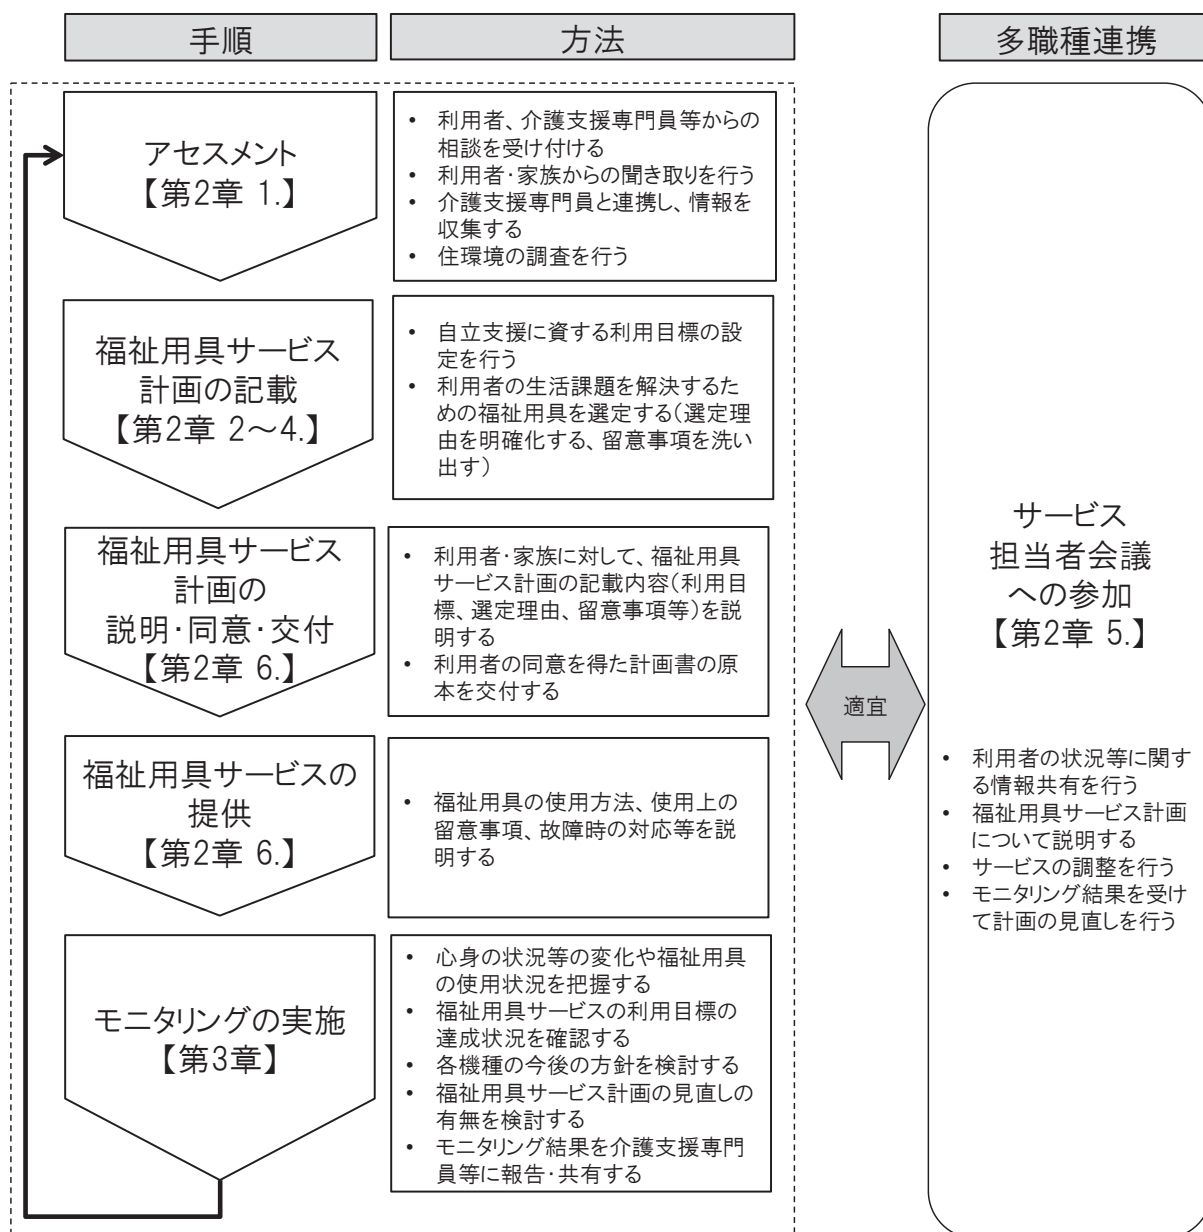 手順
方法
多職種連携
アセスメント
【第2章 1.】
• 利用者、介護支援専門員等からの
相談を受け付ける
• 利用者・家族からの聞き取りを行う
• 介護支援専門員と連携し、情報を
収集する
• 住環境の調査を行う
福祉用具サービス
計画の記載
【第2章 2～4.】
• 自立支援に資する利用目標の設
定を行う
• 利用者の生活課題を解決するた
めの福祉用具を選定する(選定理
由を明確化する、留意事項を洗い
出す)
福祉用具サービス
計画の
説明・同意・交付
【第2章 6.】
• 利用者・家族に対して、福祉用具
サービス計画の記載内容(利用目
標、選定理由、留意事項等)を説
明する
• 利用者の同意を得た計画書の原
本を交付する
福祉用具サービスの
提供
【第2章 6.】
• 福祉用具の使用方法、使用上の
留意事項、故障時の対応等を説
明する
モニタリングの実施
【第3章】
• 心身の状況等の変化や福祉用具
の使用状況を把握する
• 福祉用具サービスの利用目標の
達成状況を確認する
• 各機種の今後の方針を検討する
• 福祉用具サービス計画の見直しの
有無を検討する
• モニタリング結果を介護支援専門
員等に報告・共有する
適宜
サービス
担当者会議
への参加
【第2章 5.】
• 利用者の状況等に関す
る情報共有を行う
• 福祉用具サービス計画
について説明する
• サービスの調整を行う
• モニタリング結果を受け
て計画の見直しを行う